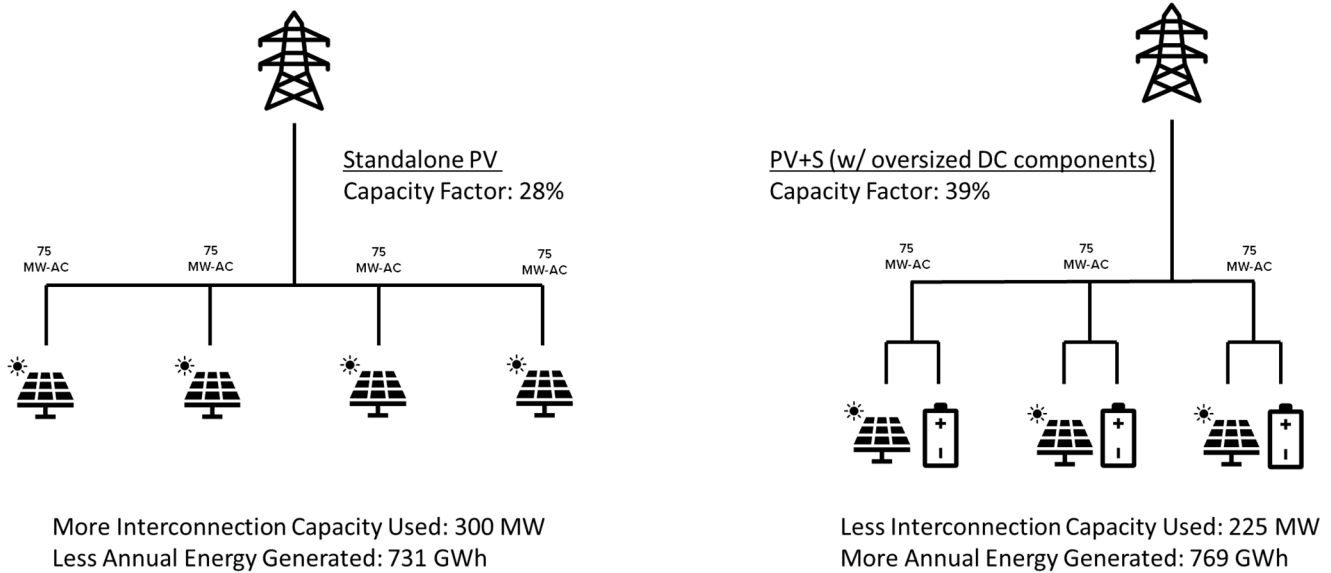 Standalone PV
Capacity Factor: 28%
75
MW-AC
75
MW-AC
75
MW-AC
75
MW-AC
More Interconnection Capacity Used: 300 MW
Less Annual Energy Generated: 731 GWh
PV+S (w/ oversized DC components)
Capacity Factor: 39%
75
MW-AC
75
MW-AC
75
MW-AC
Less Interconnection Capacity Used: 225 MW
More Annual Energy Generated: 769 GWh